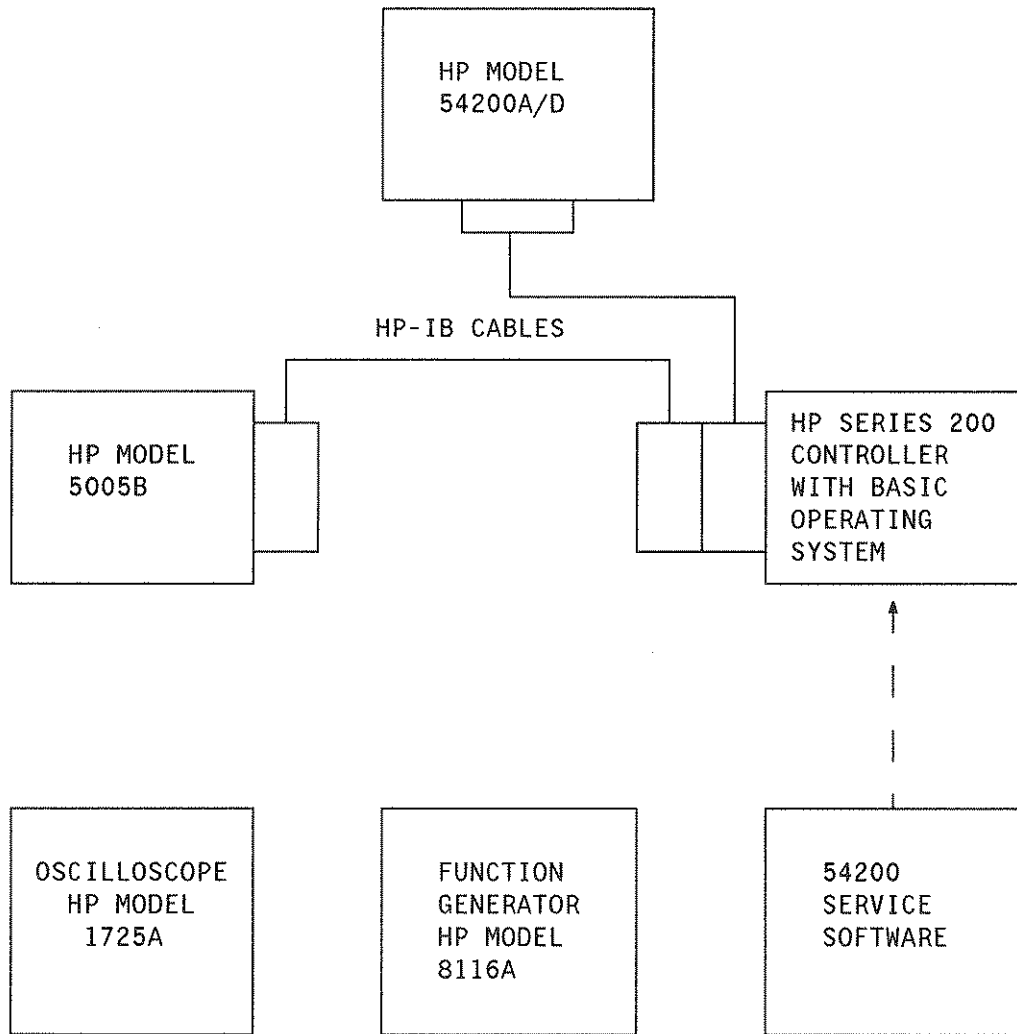 HP MODEL
54200A/D
HP-IB CABLES
HP MODEL
5005B
HP SERIES 200
CONTROLLER
WITH BASIC
OPERATING
SYSTEM
OSCILLOSCOPE
HP MODEL
1725A
FUNCTION
GENERATOR
HP MODEL
8116A
54200
SERVICE
SOFTWARE